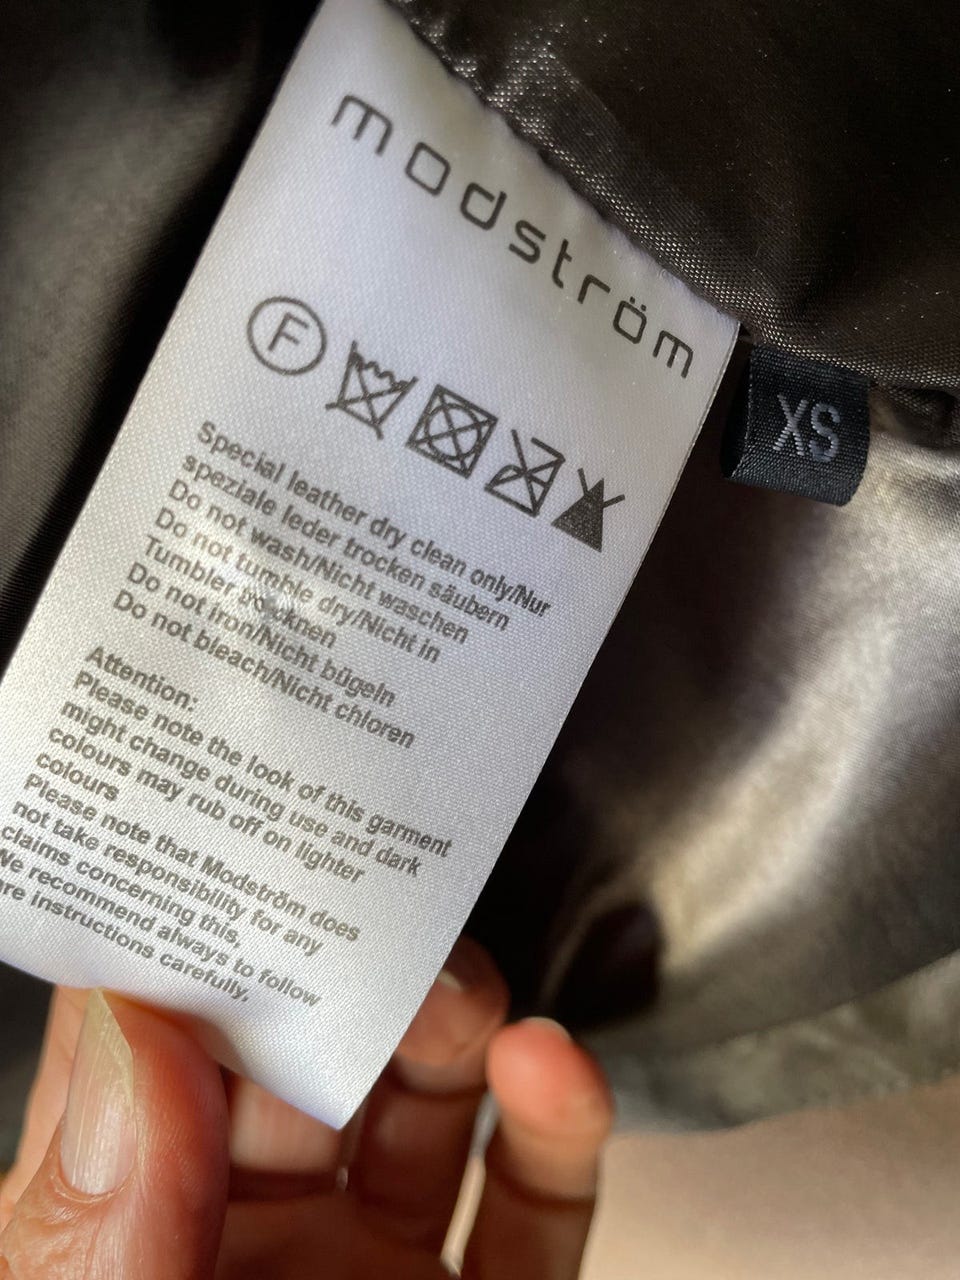 modström
XS
F
Special leather dry clean only/Nur
speziale leder trocken säubern
Do not wash/Nicht waschen
Do not tumble dry/Nicht in
Tumbler trocknen
Do not iron/Nicht bügeln
Do not bleach/Nicht chloren
Attention:
Please note the look of this garment
might change during use and dark
colours may rub off on lighter
colours
Please note that Modström does
not take responsibility for any
claims concerning this,
We recommend always to follow
are instructions carefully,